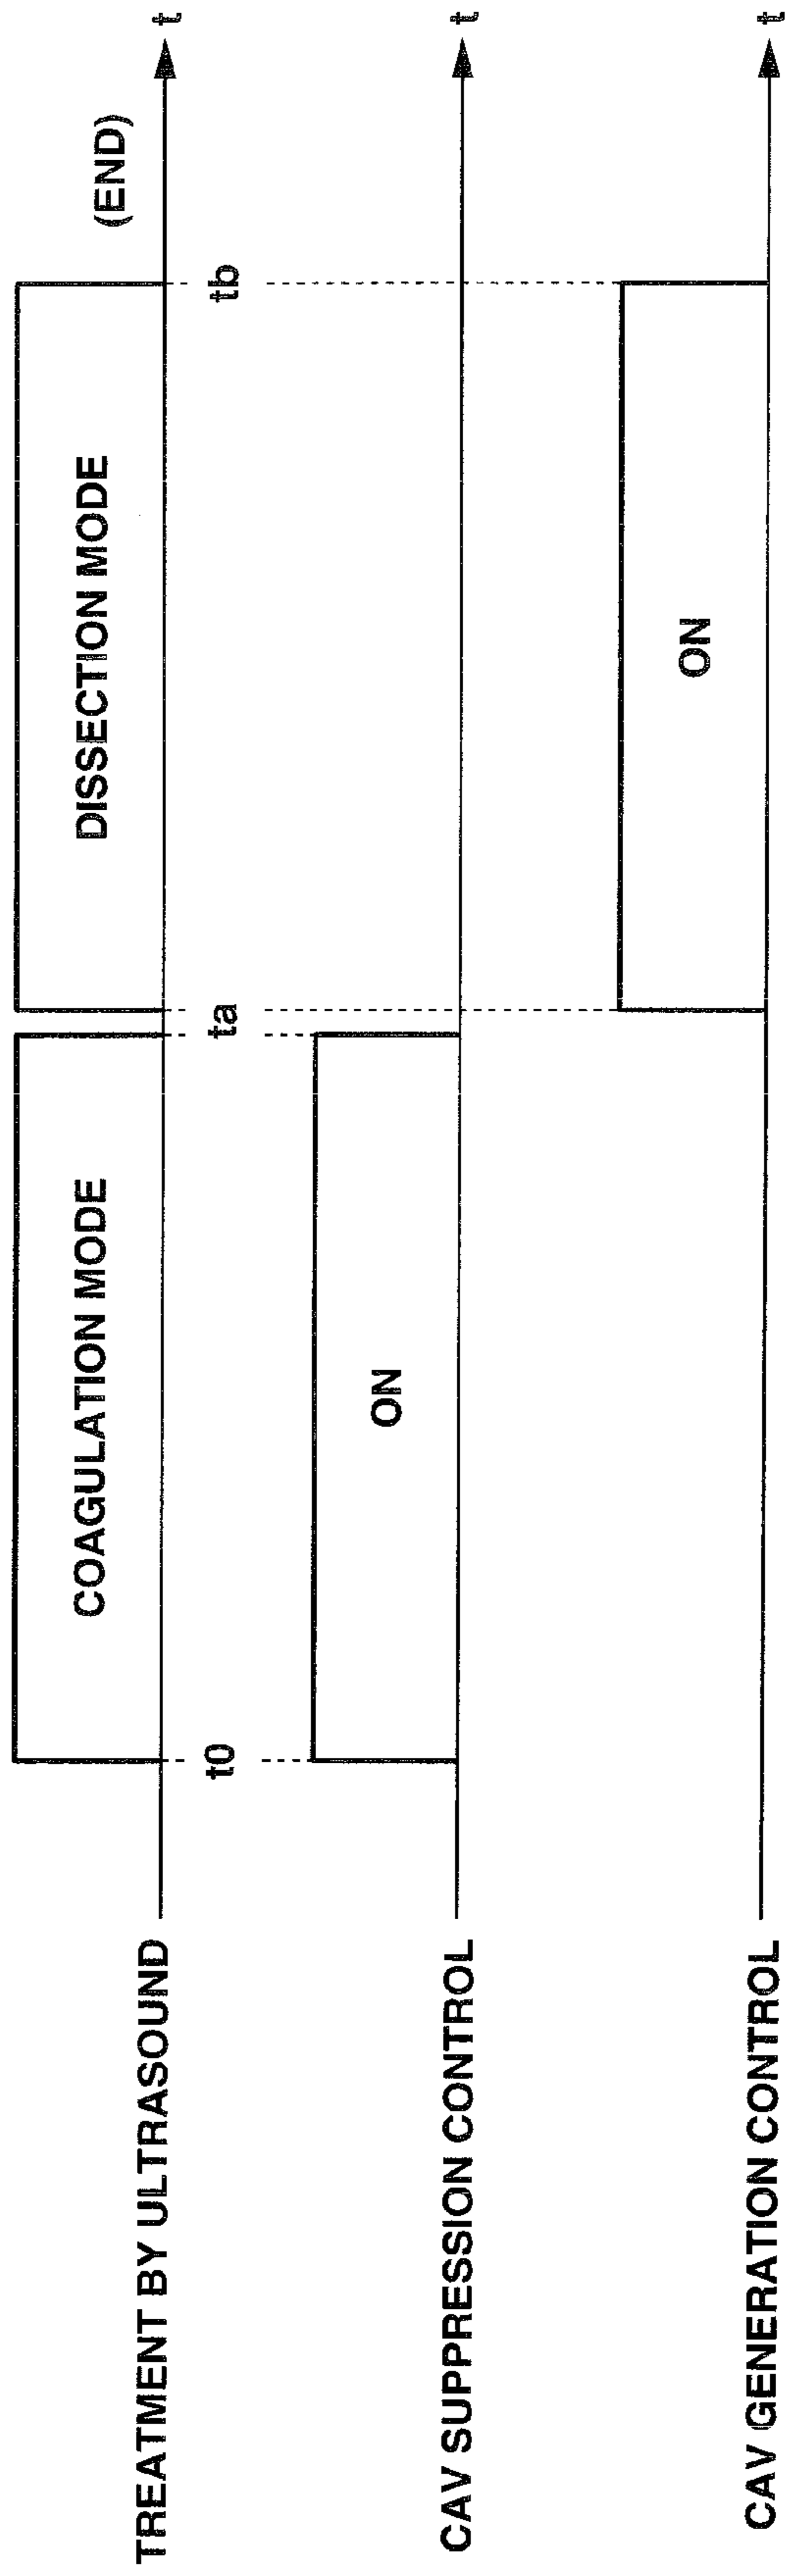 TREATMENT BY ULTRASOUND
COAGULATION MODE
DISSECTION MODE
(END)
t
t0
ta
tb
CAV SUPPRESSION CONTROL
ON
t
CAV GENERATION CONTROL
ON
t